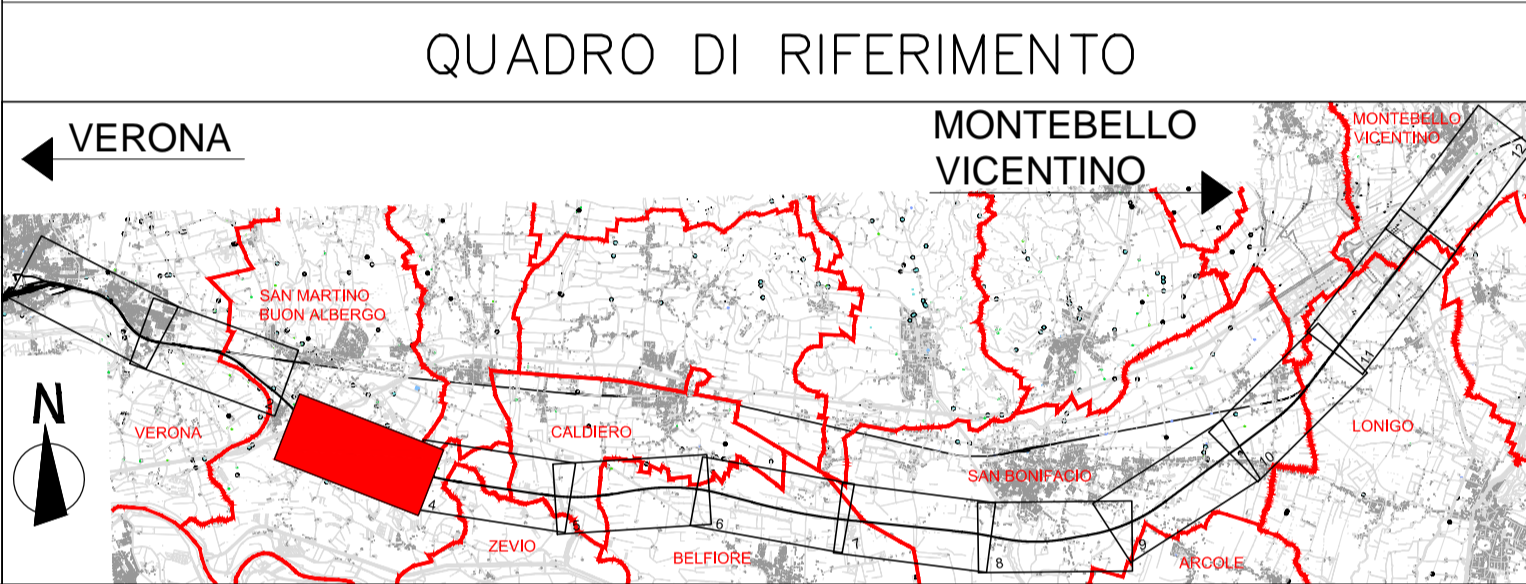 QUADRO DI RIFERIMENTO
VERONA
MONTEBELLO
VICENTINO
MONTEBELLO
VICENTINO
12
SAN MARTINO
BUON ALBERGO
11
N
VERONA
CALDIERO
LONIGO
SAN BONIFACIO
10
4
5
6
7
8
9
ZEVIO
BELFIORE
ARCOLE